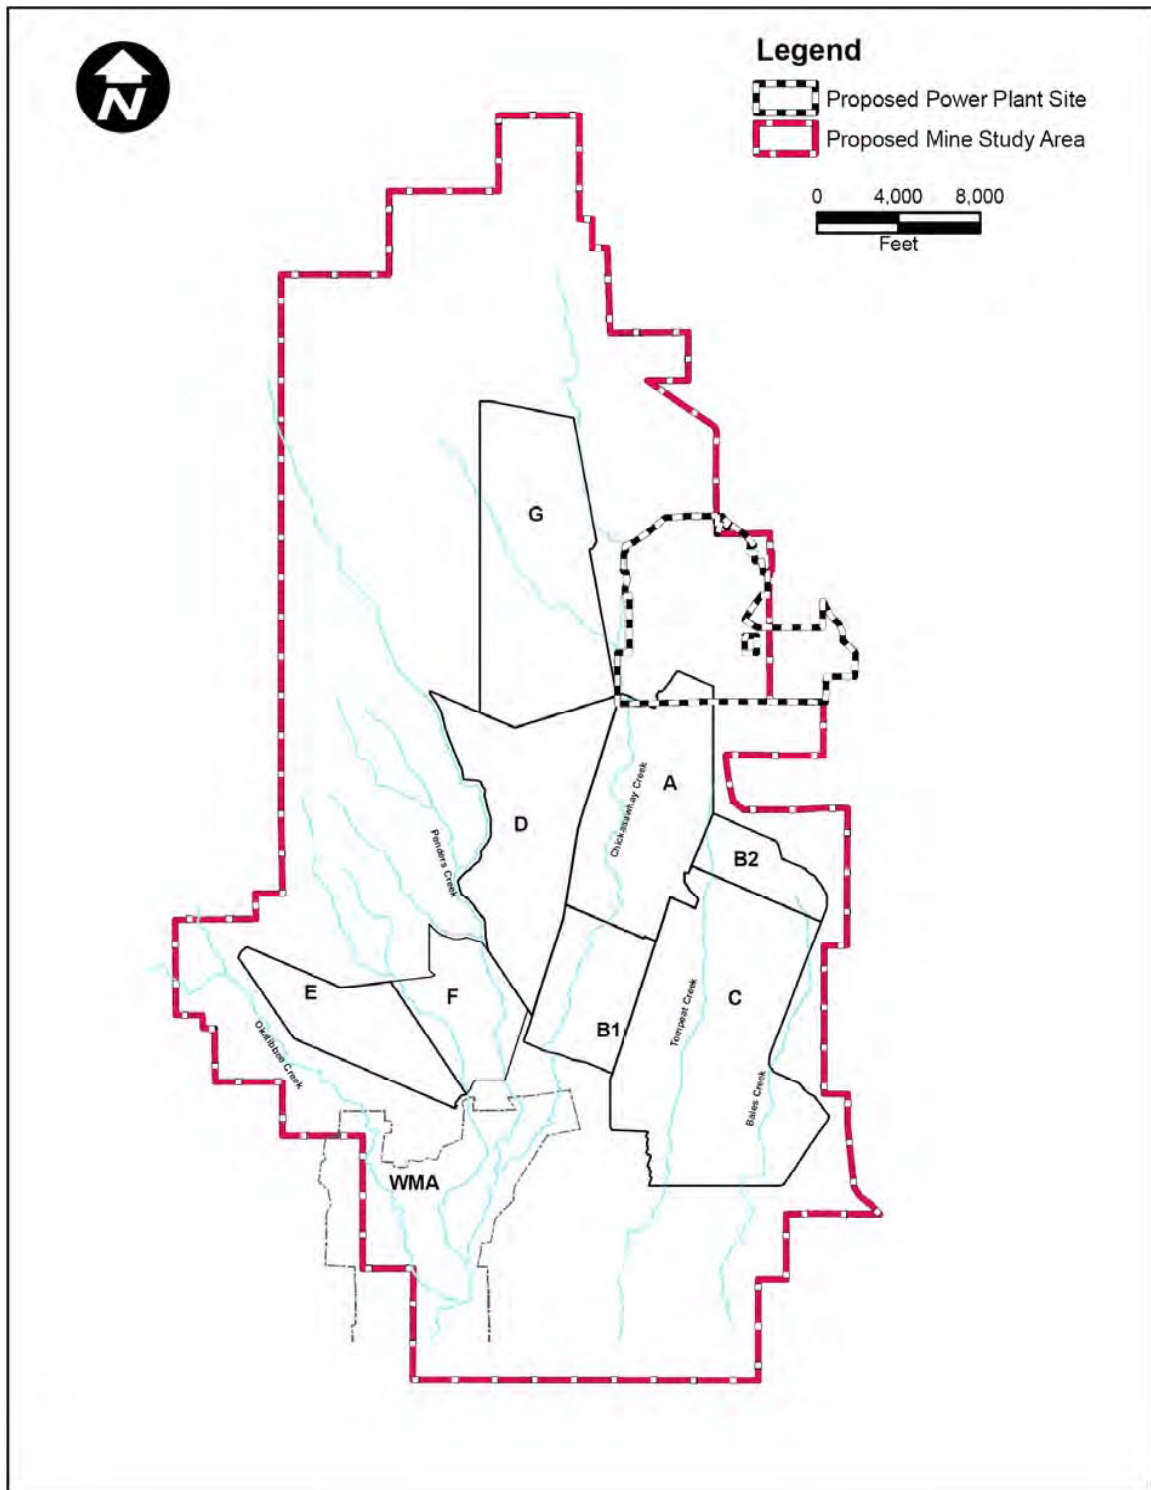 Legend
N
Proposed Power Plant Site
Proposed Mine Study Area
0 4,000 8,000
Feet
G
A
Chickasawhay Creek
D
B2
Penders Creek
E
F
C
Tompeat Creek
B1
Okatibbee Creek
Bales Creek
WMA